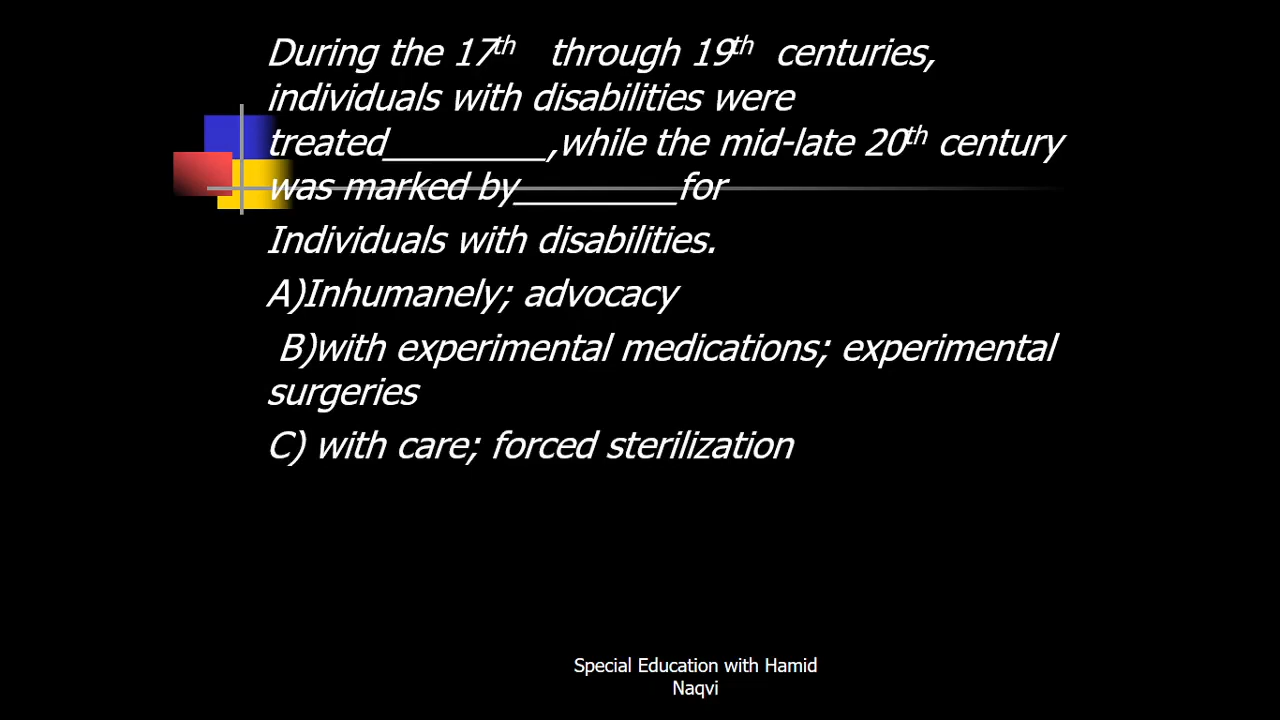 During the 17th through 19th centuries,
individuals with disabilities were
treated________,while the mid-late 20th century
was marked by________for
Individuals with disabilities.
A)Inhumanely; advocacy
B)with experimental medications; experimental
surgeries
C) with care; forced sterilization
Special Education with Hamid
Naqvi